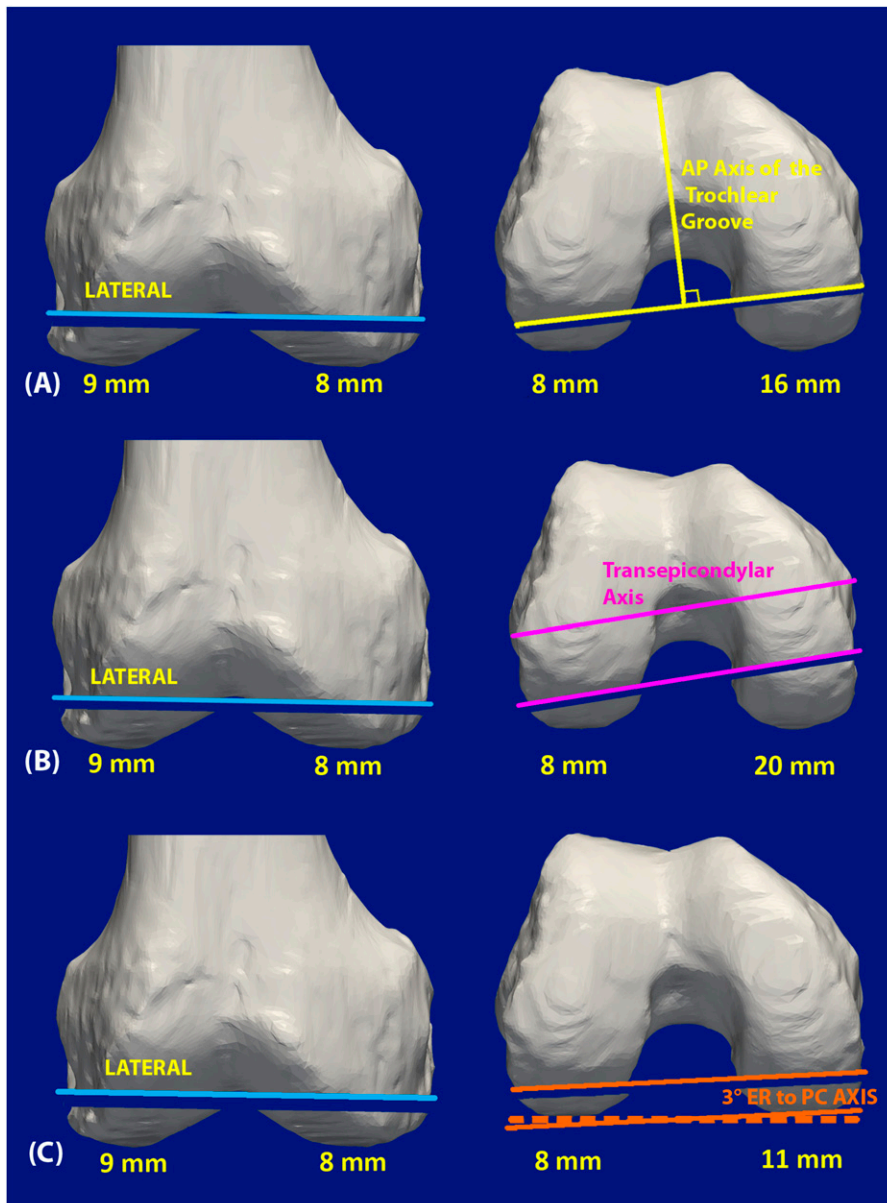 LATERAL
AP Axis of the
Trochlear
Groove
(A)
9 mm
8 mm
8 mm
16 mm
LATERAL
Transepicondylar
Axis
(B)
9 mm
8 mm
8 mm
20 mm
LATERAL
3° ER to PC AXIS
(C)
9 mm
8 mm
8 mm
11 mm